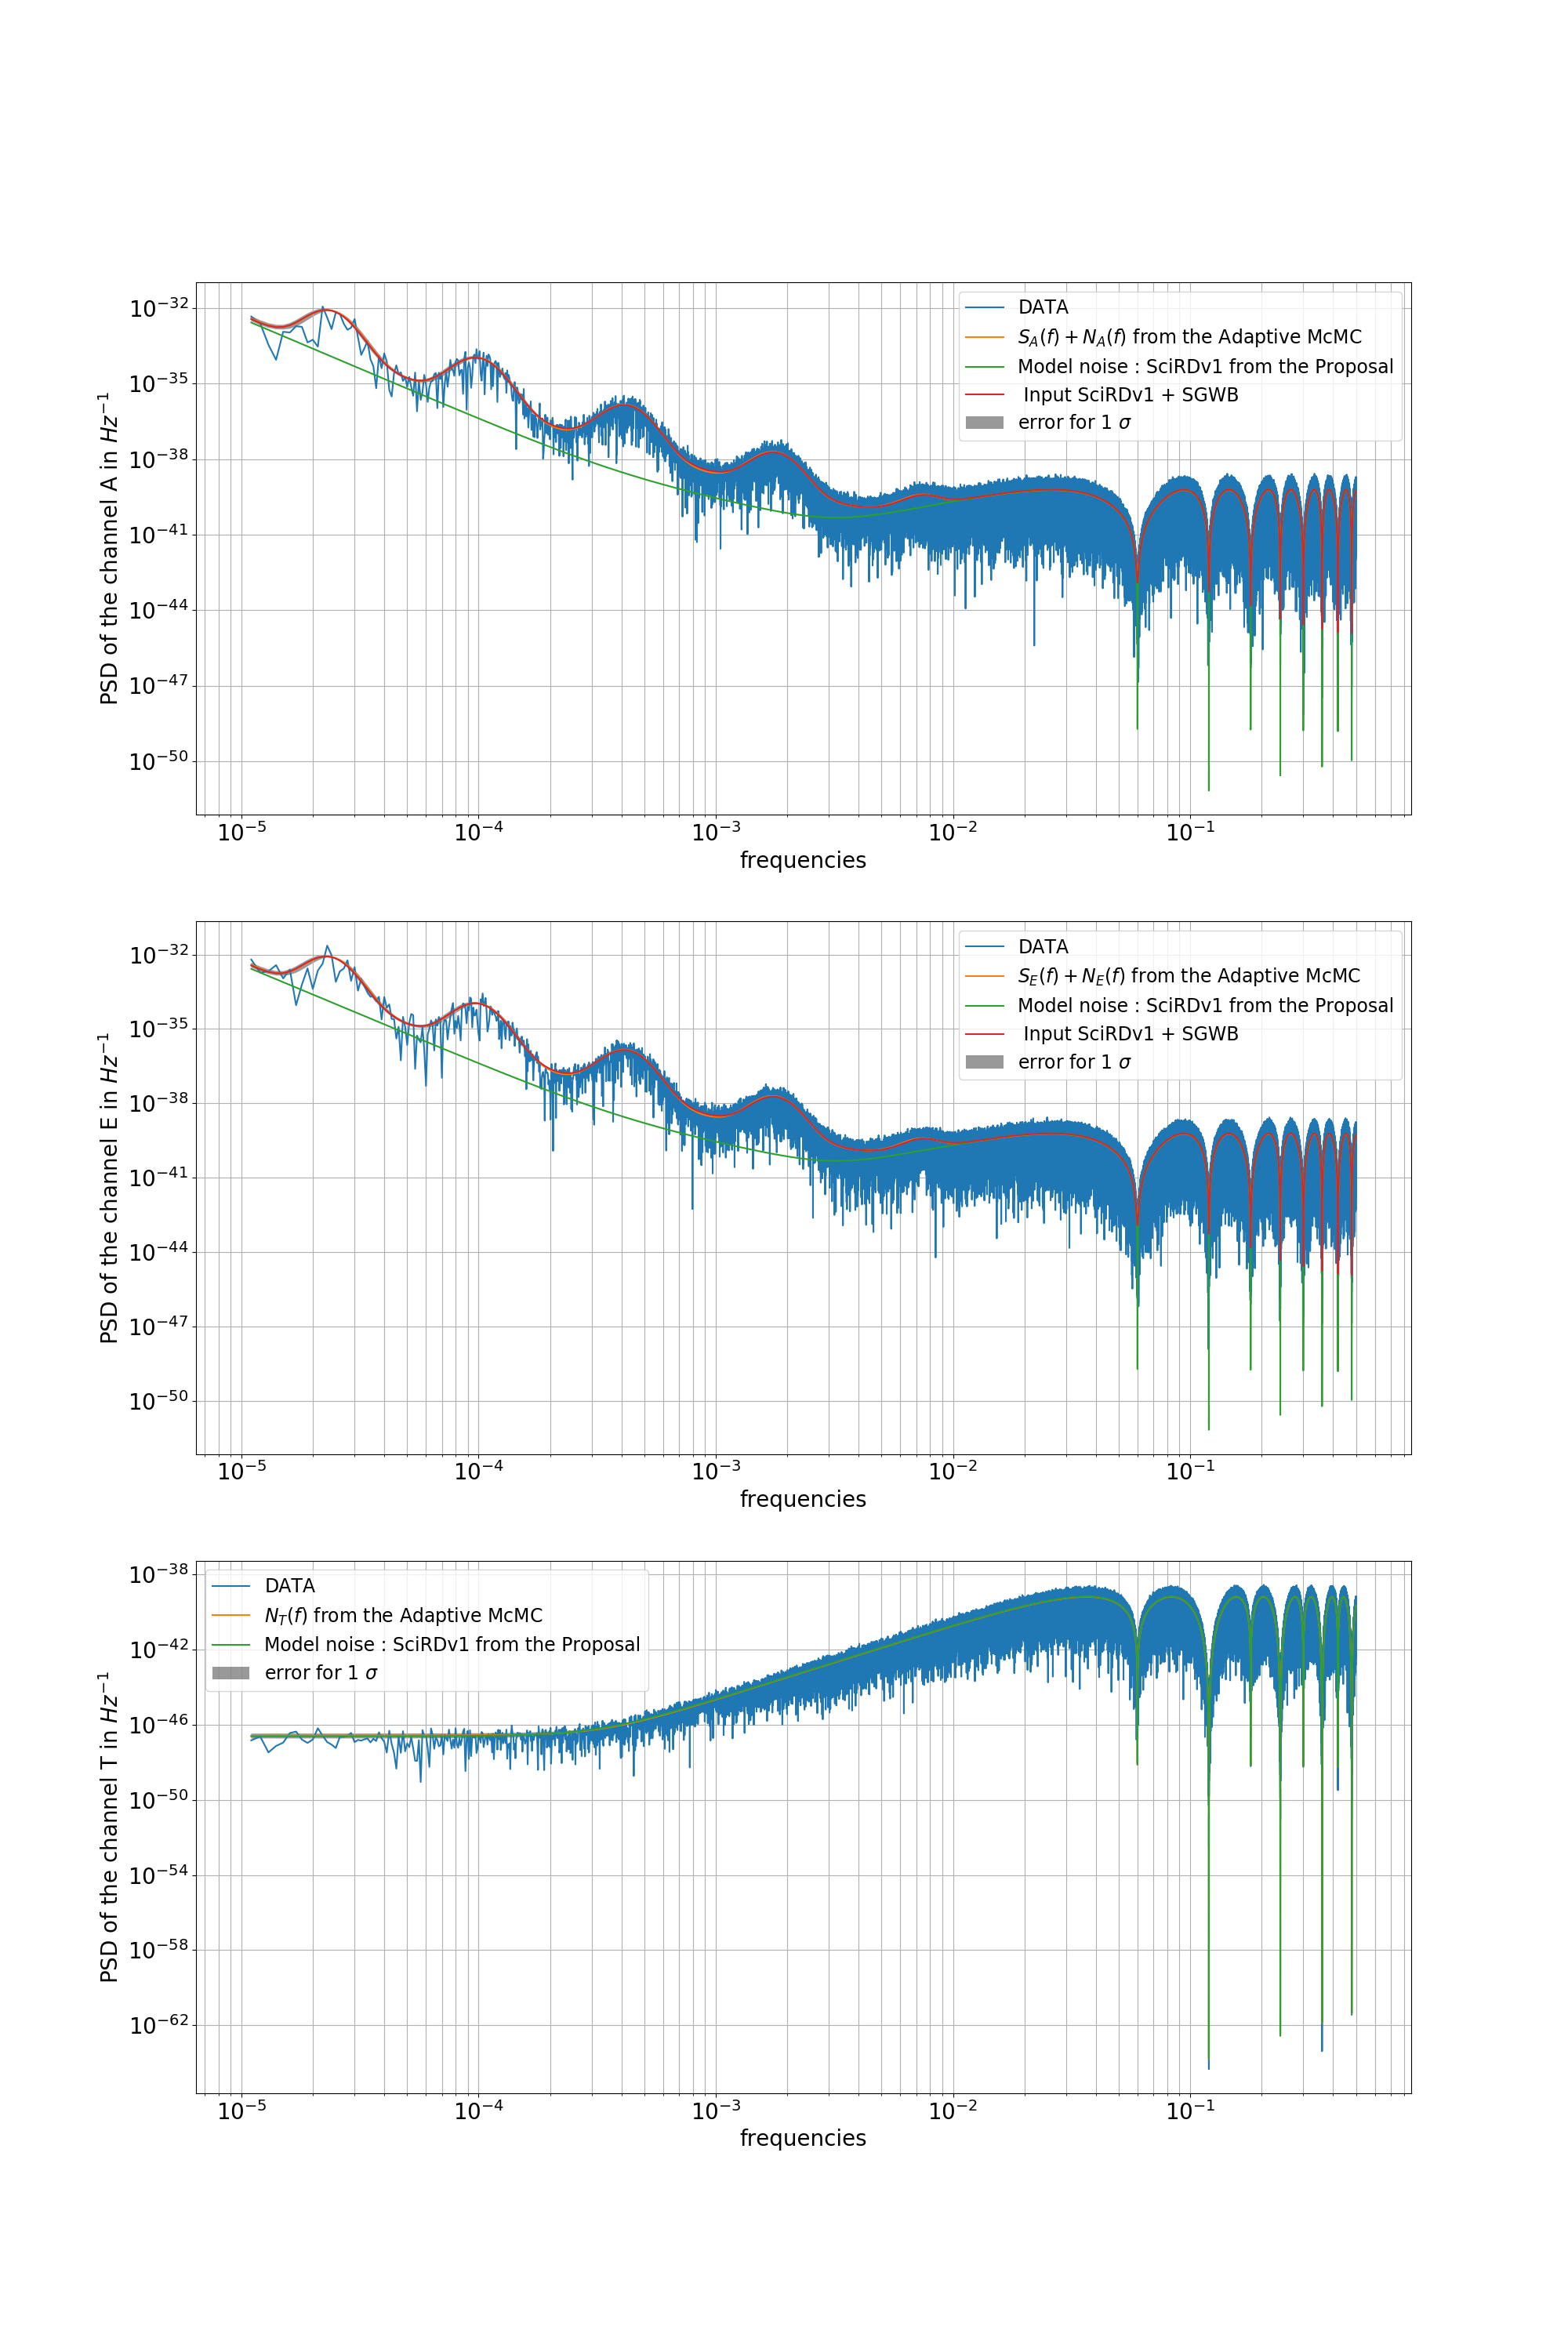 PSD of the channel A in Hz⁻¹
10⁻³²
10⁻³⁵
10⁻³⁸
10⁻⁴¹
10⁻⁴⁴
10⁻⁴⁷
10⁻⁵⁰
DATA
S_A(f) + N_A(f) from the Adaptive McMC
Model noise : SciRDv1 from the Proposal
Input SciRDv1 + SGWB
error for 1 σ
10⁻⁵ 10⁻⁴ 10⁻³ 10⁻² 10⁻¹
frequencies
PSD of the channel E in Hz⁻¹
10⁻³²
10⁻³⁵
10⁻³⁸
10⁻⁴¹
10⁻⁴⁴
10⁻⁴⁷
10⁻⁵⁰
DATA
S_E(f) + N_E(f) from the Adaptive McMC
Model noise : SciRDv1 from the Proposal
Input SciRDv1 + SGWB
error for 1 σ
10⁻⁵ 10⁻⁴ 10⁻³ 10⁻² 10⁻¹
frequencies
PSD of the channel T in Hz⁻¹
10⁻³⁸
10⁻⁴²
10⁻⁴⁶
10⁻⁵⁰
10⁻⁵⁴
10⁻⁵⁸
10⁻⁶²
DATA
N_T(f) from the Adaptive McMC
Model noise : SciRDv1 from the Proposal
error for 1 σ
10⁻⁵ 10⁻⁴ 10⁻³ 10⁻² 10⁻¹
frequencies